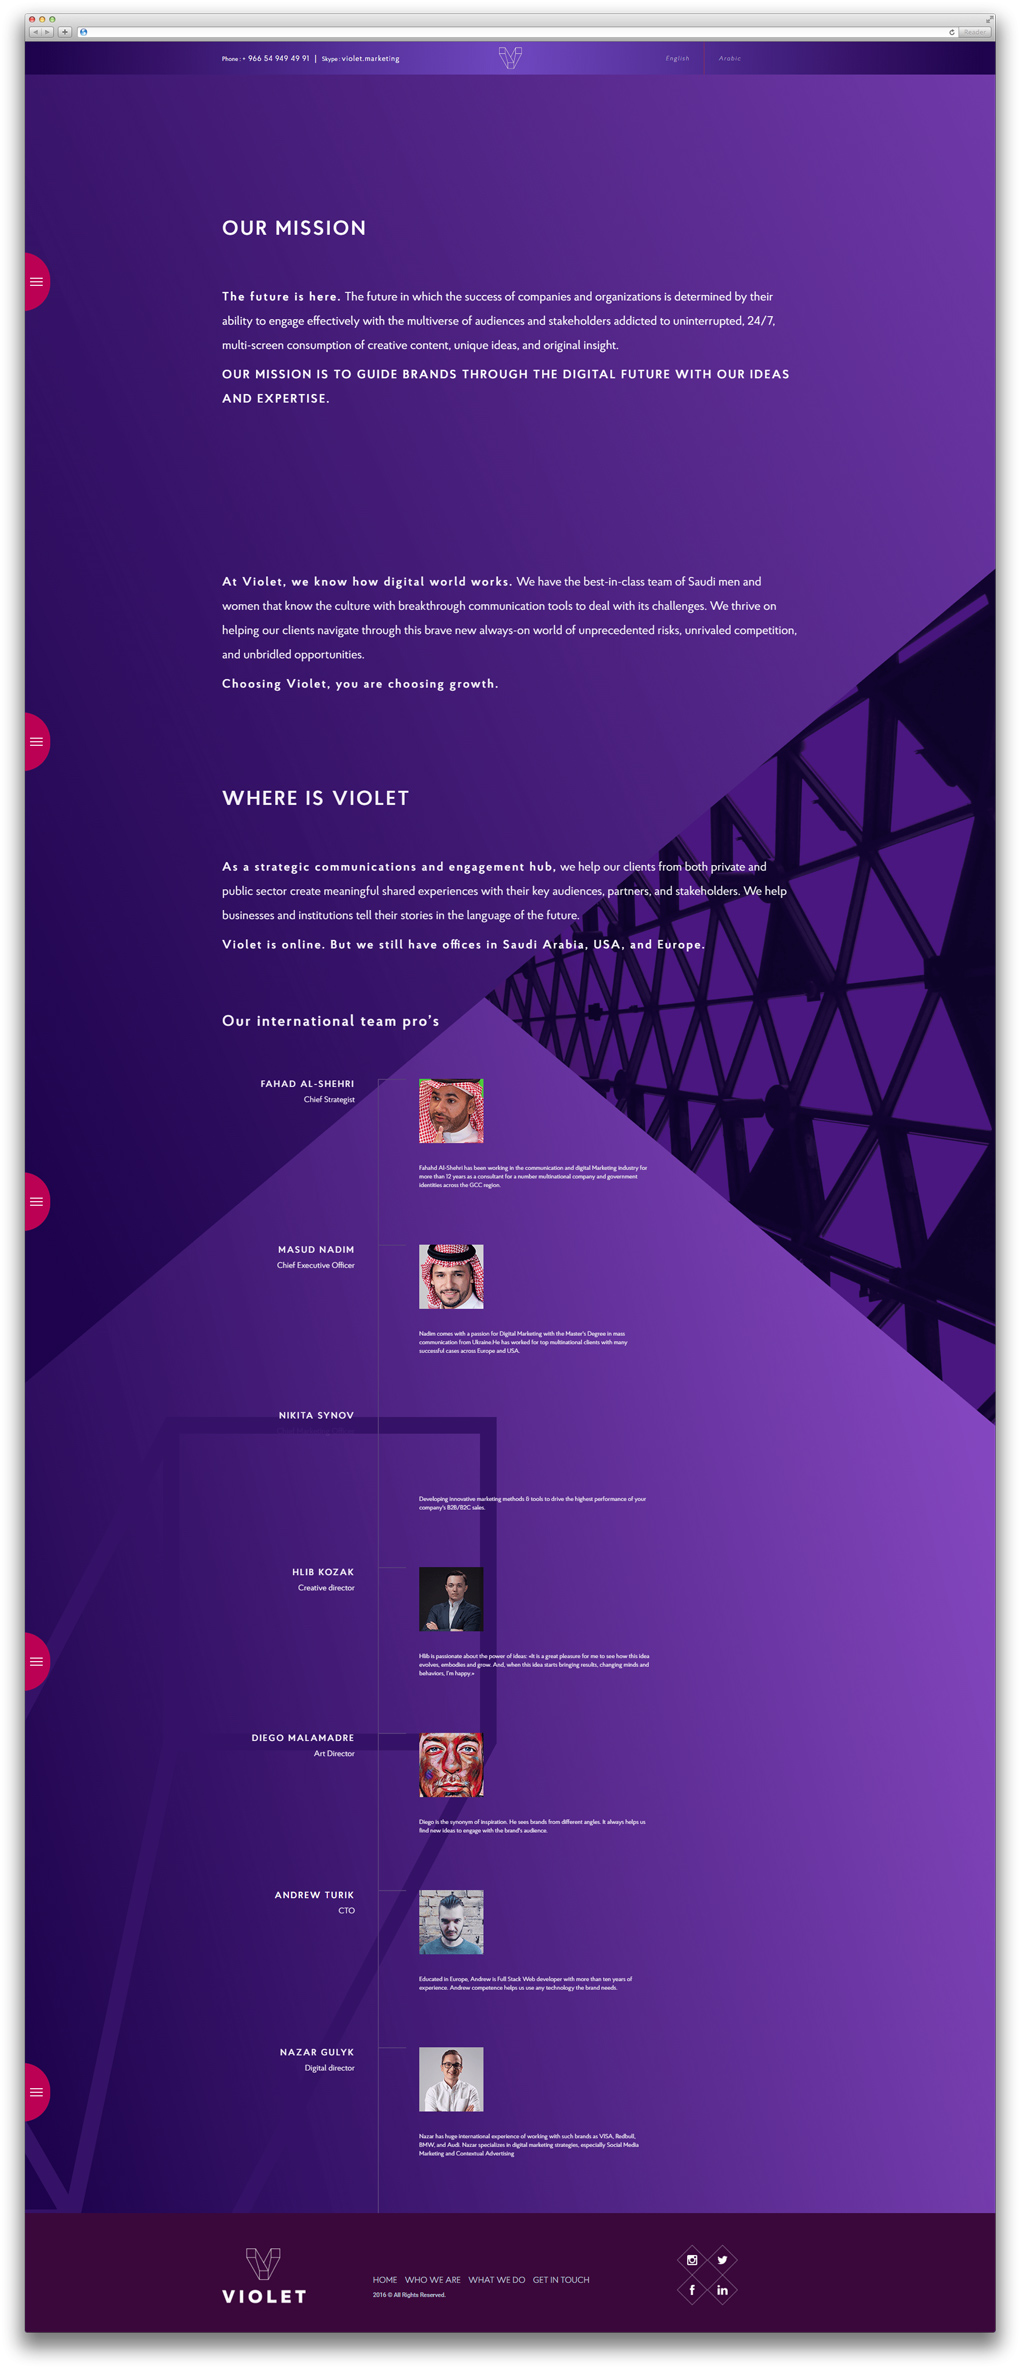 Reader
Phone : + 966 54 949 49 91 | Skype : violet.marketing
English
Arabic
OUR MISSION
The future is here. The future in which the success of companies and organizations is determined by their
ability to engage effectively with the multiverse of audiences and stakeholders addicted to uninterrupted, 24/7,
multi-screen consumption of creative content, unique ideas, and original insight.
OUR MISSION IS TO GUIDE BRANDS THROUGH THE DIGITAL FUTURE WITH OUR IDEAS
AND EXPERTISE.
At Violet, we know how digital world works. We have the best-in-class team of Saudi men and
women that know the culture with breakthrough communication tools to deal with its challenges. We thrive on
helping our clients navigate through this brave new always-on world of unprecedented risks, unrivaled competition,
and unbridled opportunities.
Choosing Violet, you are choosing growth.
WHERE IS VIOLET
As a strategic communications and engagement hub, we help our clients from both private and
public sector create meaningful shared experiences with their key audiences, partners, and stakeholders. We help
businesses and institutions tell their stories in the language of the future.
Violet is online. But we still have offices in Saudi Arabia, USA, and Europe.
Our international team pro's
FAHAD AL-SHEHRI
Chief Strategist
Fahahd Al-Shehri has been working in the communication and digital Marketing industry for
more than 12 years as a consultant for a number multinational company and government
identities across the GCC region.
MASUD NADIM
Chief Executive Officer
Nadim comes with a passion for Digital Marketing with the Master's Degree in mass
communication from Ukraine.He has worked for top multinational clients with many
successful cases across Europe and USA.
NIKITA SYNOV
Developing innovative marketing methods & tools to drive the highest performance of your
company's B2B/B2C sales.
HLIB KOZAK
Creative director
Hlib is passionate about the power of ideas: «It is a great pleasure for me to see how this idea
evolves, embodies and grow. And, when this idea starts bringing results, changing minds and
behaviors, I'm happy.»
DIEGO MALAMADRE
Art Director
Diego is the synonym of inspiration. He sees brands from different angles. It always helps us
find new ideas to engage with the brand's audience.
ANDREW TURIK
CTO
Educated in Europe, Andrew is Full Stack Web developer with more than ten years of
experience. Andrew competence helps us use any technology the brand needs.
NAZAR GULYK
Digital director
Nazar has huge international experience of working with such brands as VISA, Redbull,
BMW, and Audi. Nazar specializes in digital marketing strategies, especially Social Media
Marketing and Contextual Advertising
VIOLET
HOME WHO WE ARE WHAT WE DO GET IN TOUCH
2016 © All Rights Reserved.